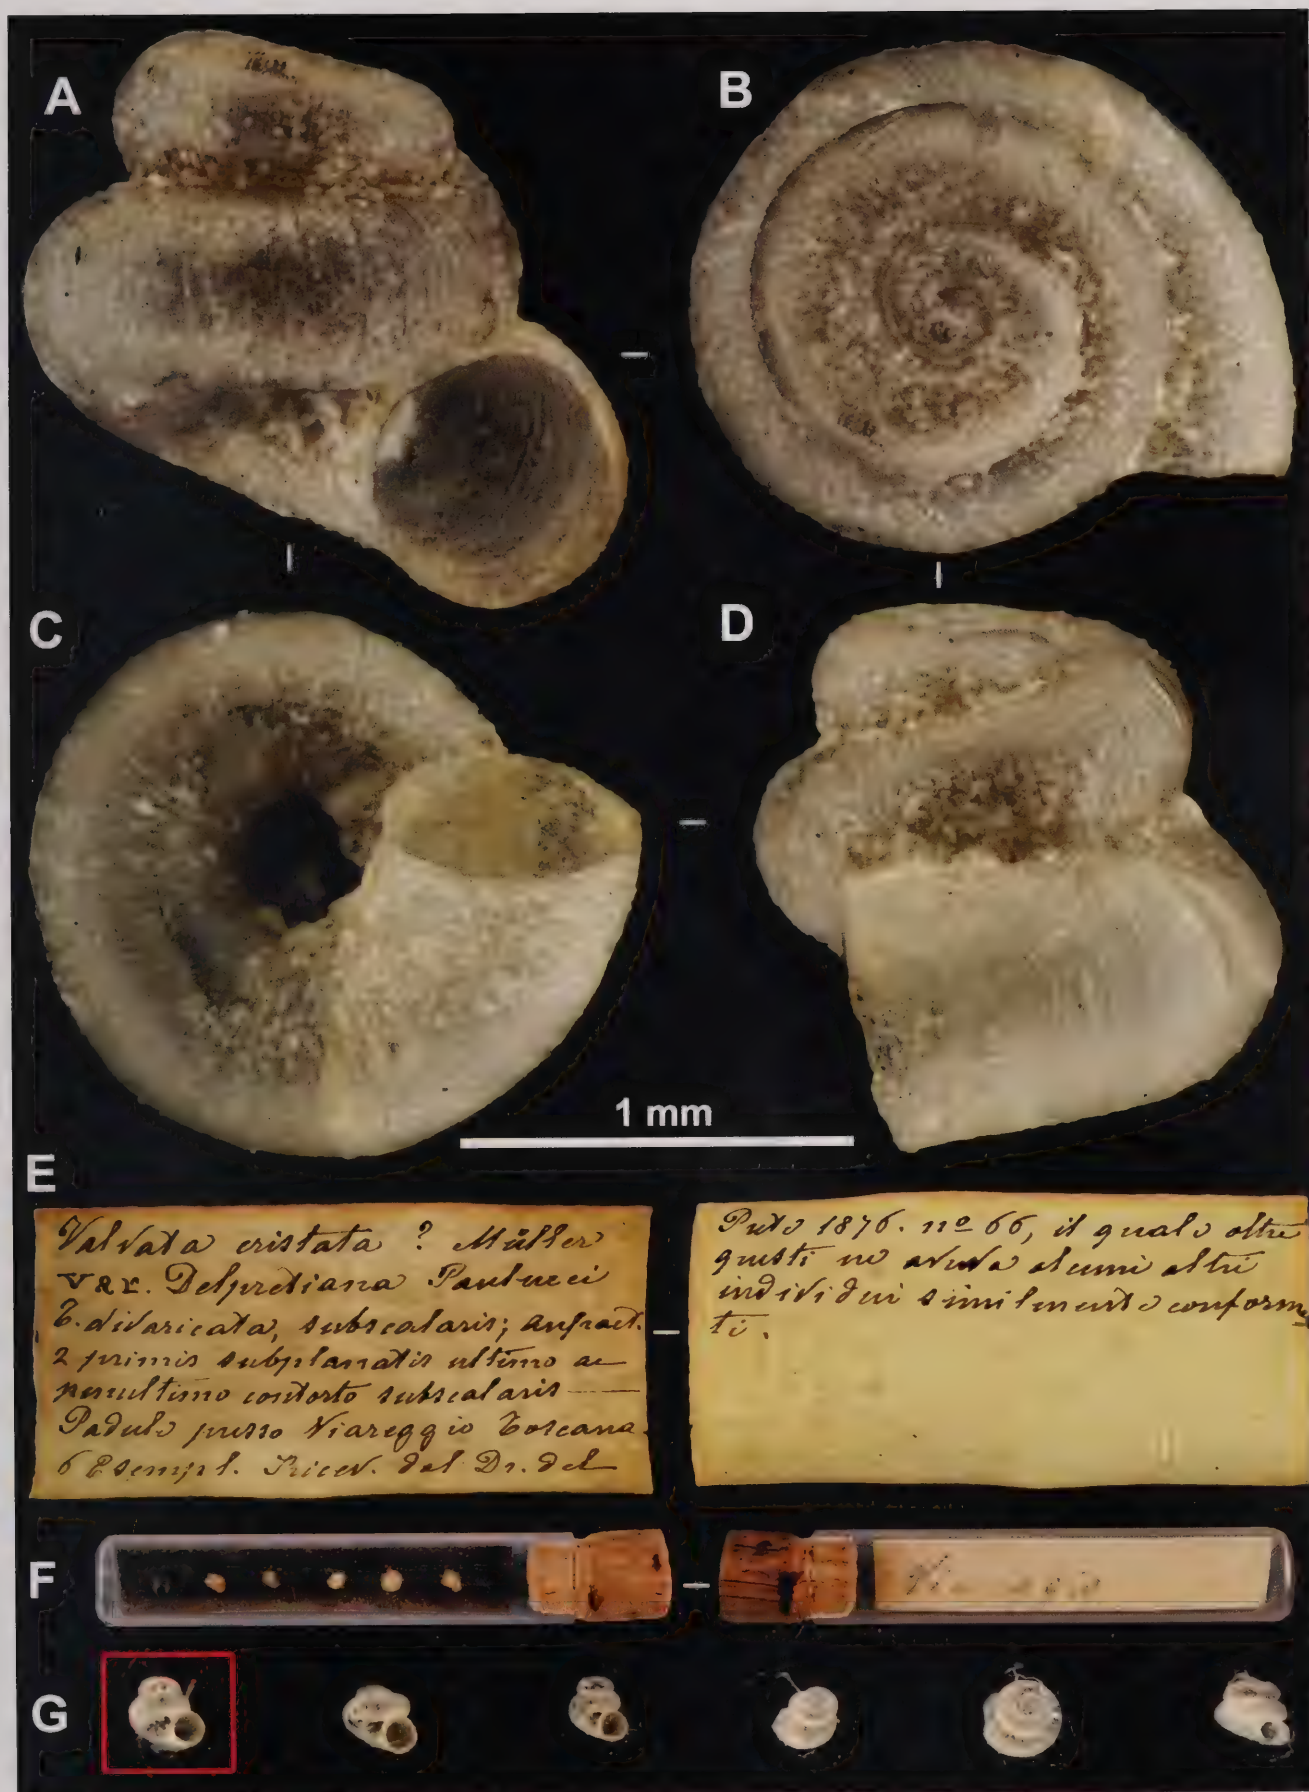 A
B
C
D
1 mm
E
Valvata cristata ? Müller
var. Delpretiana Paulucci
T. divaricata, subscalaris; anfract.
2 primis subplanatis ultimo ac
penultimo contorto subscalaris
Padule presso Viareggio Toscana.
6 Esempl. Ricev. dal Dr. del
Prete 1876. nº 66, il quale oltre
questi ne aveva alcuni altri
individui similmente conforma
ti.
F
G